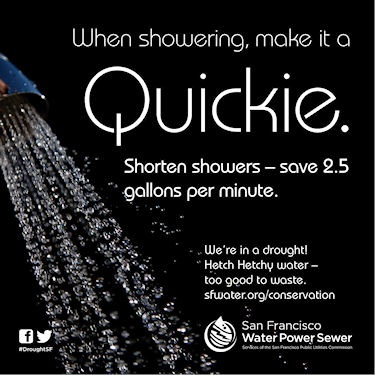 When showering, make it a
Quickie.
Shorten showers – save 2.5
gallons per minute.
We're in a drought!
Hetch Hetchy water –
too good to waste.
sfwater.org/conservation
#DroughtSF
San Francisco
Water Power Sewer
Services of the San Francisco Public Utilities Commission